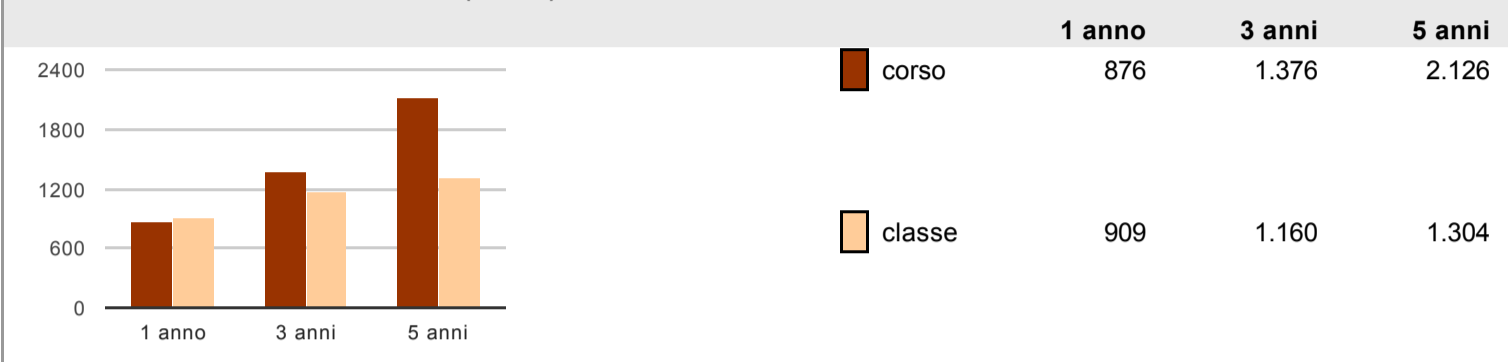 1 anno 3 anni 5 anni
2400
1800
1200
600
0
1 anno 3 anni 5 anni
corso 876 1.376 2.126
classe 909 1.160 1.304